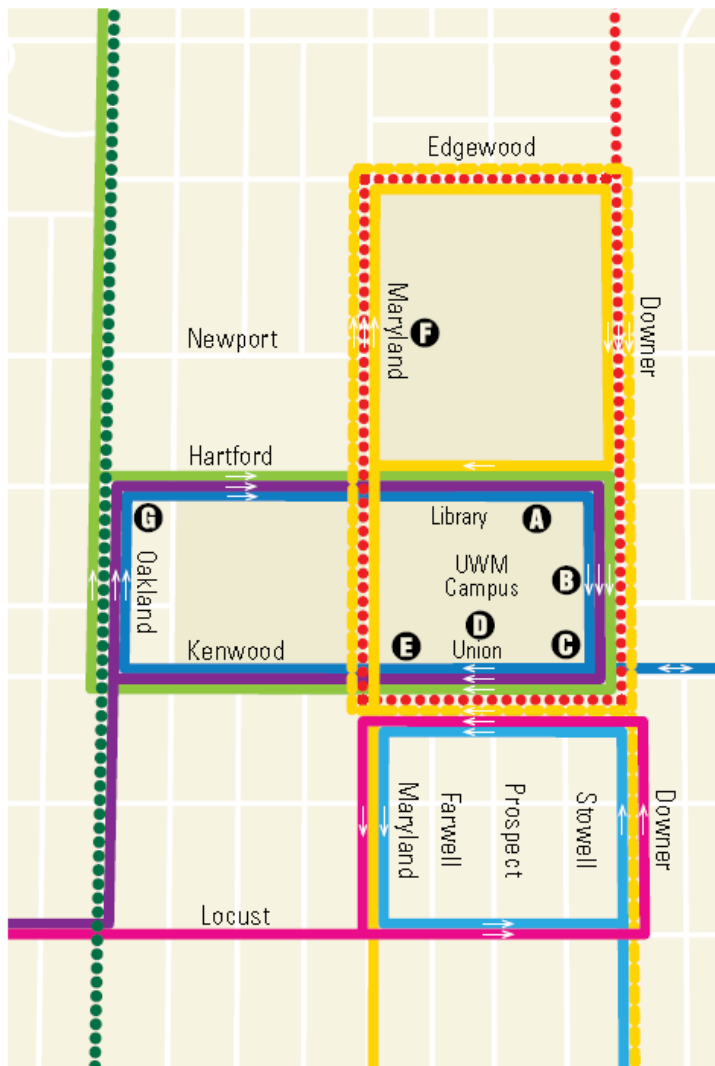 Edgewood
Maryland
Downer
F
Newport
Hartford
G
Library
A
Oakland
UWM
Campus
B
D
Kenwood
E
Union
C
Maryland
Farwell
Prospect
Stowell
Downer
Locust